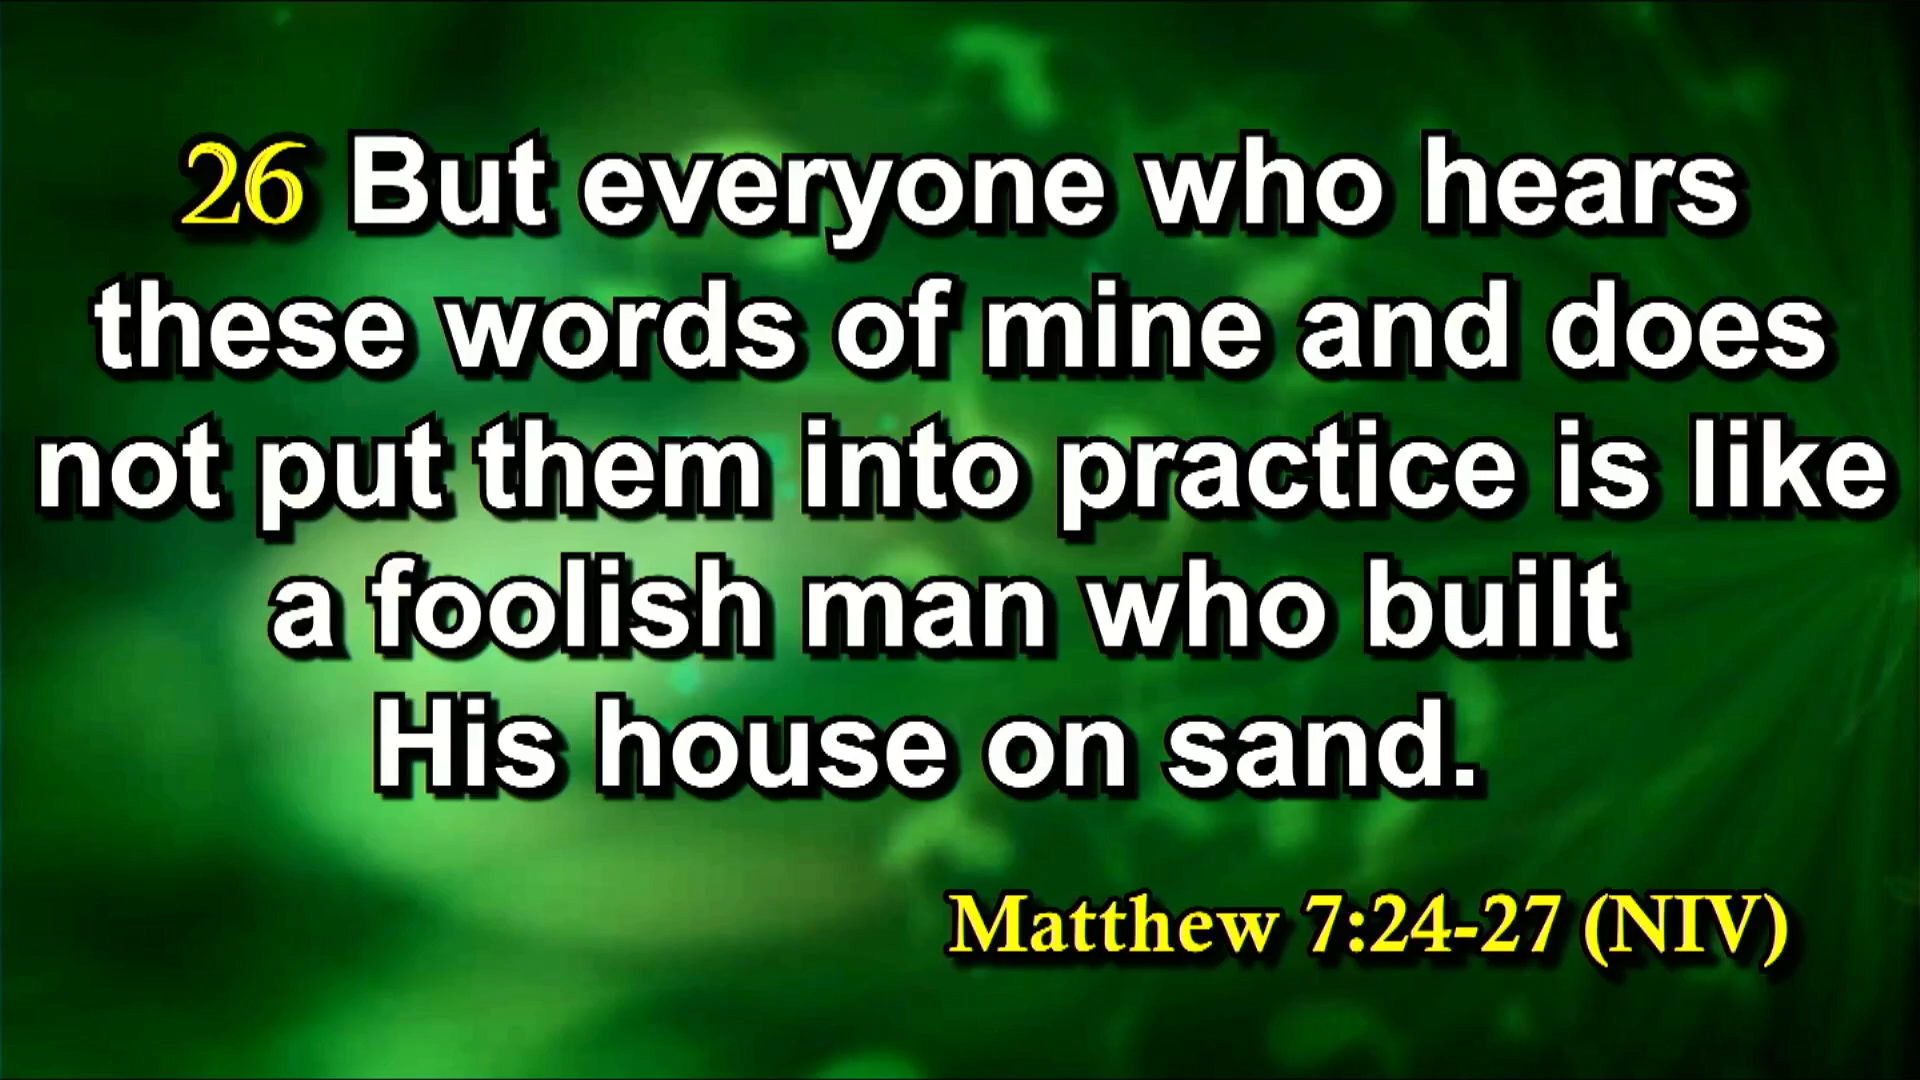 26 But everyone who hears
these words of mine and does
not put them into practice is like
a foolish man who built
His house on sand.
Matthew 7:24-27 (NIV)